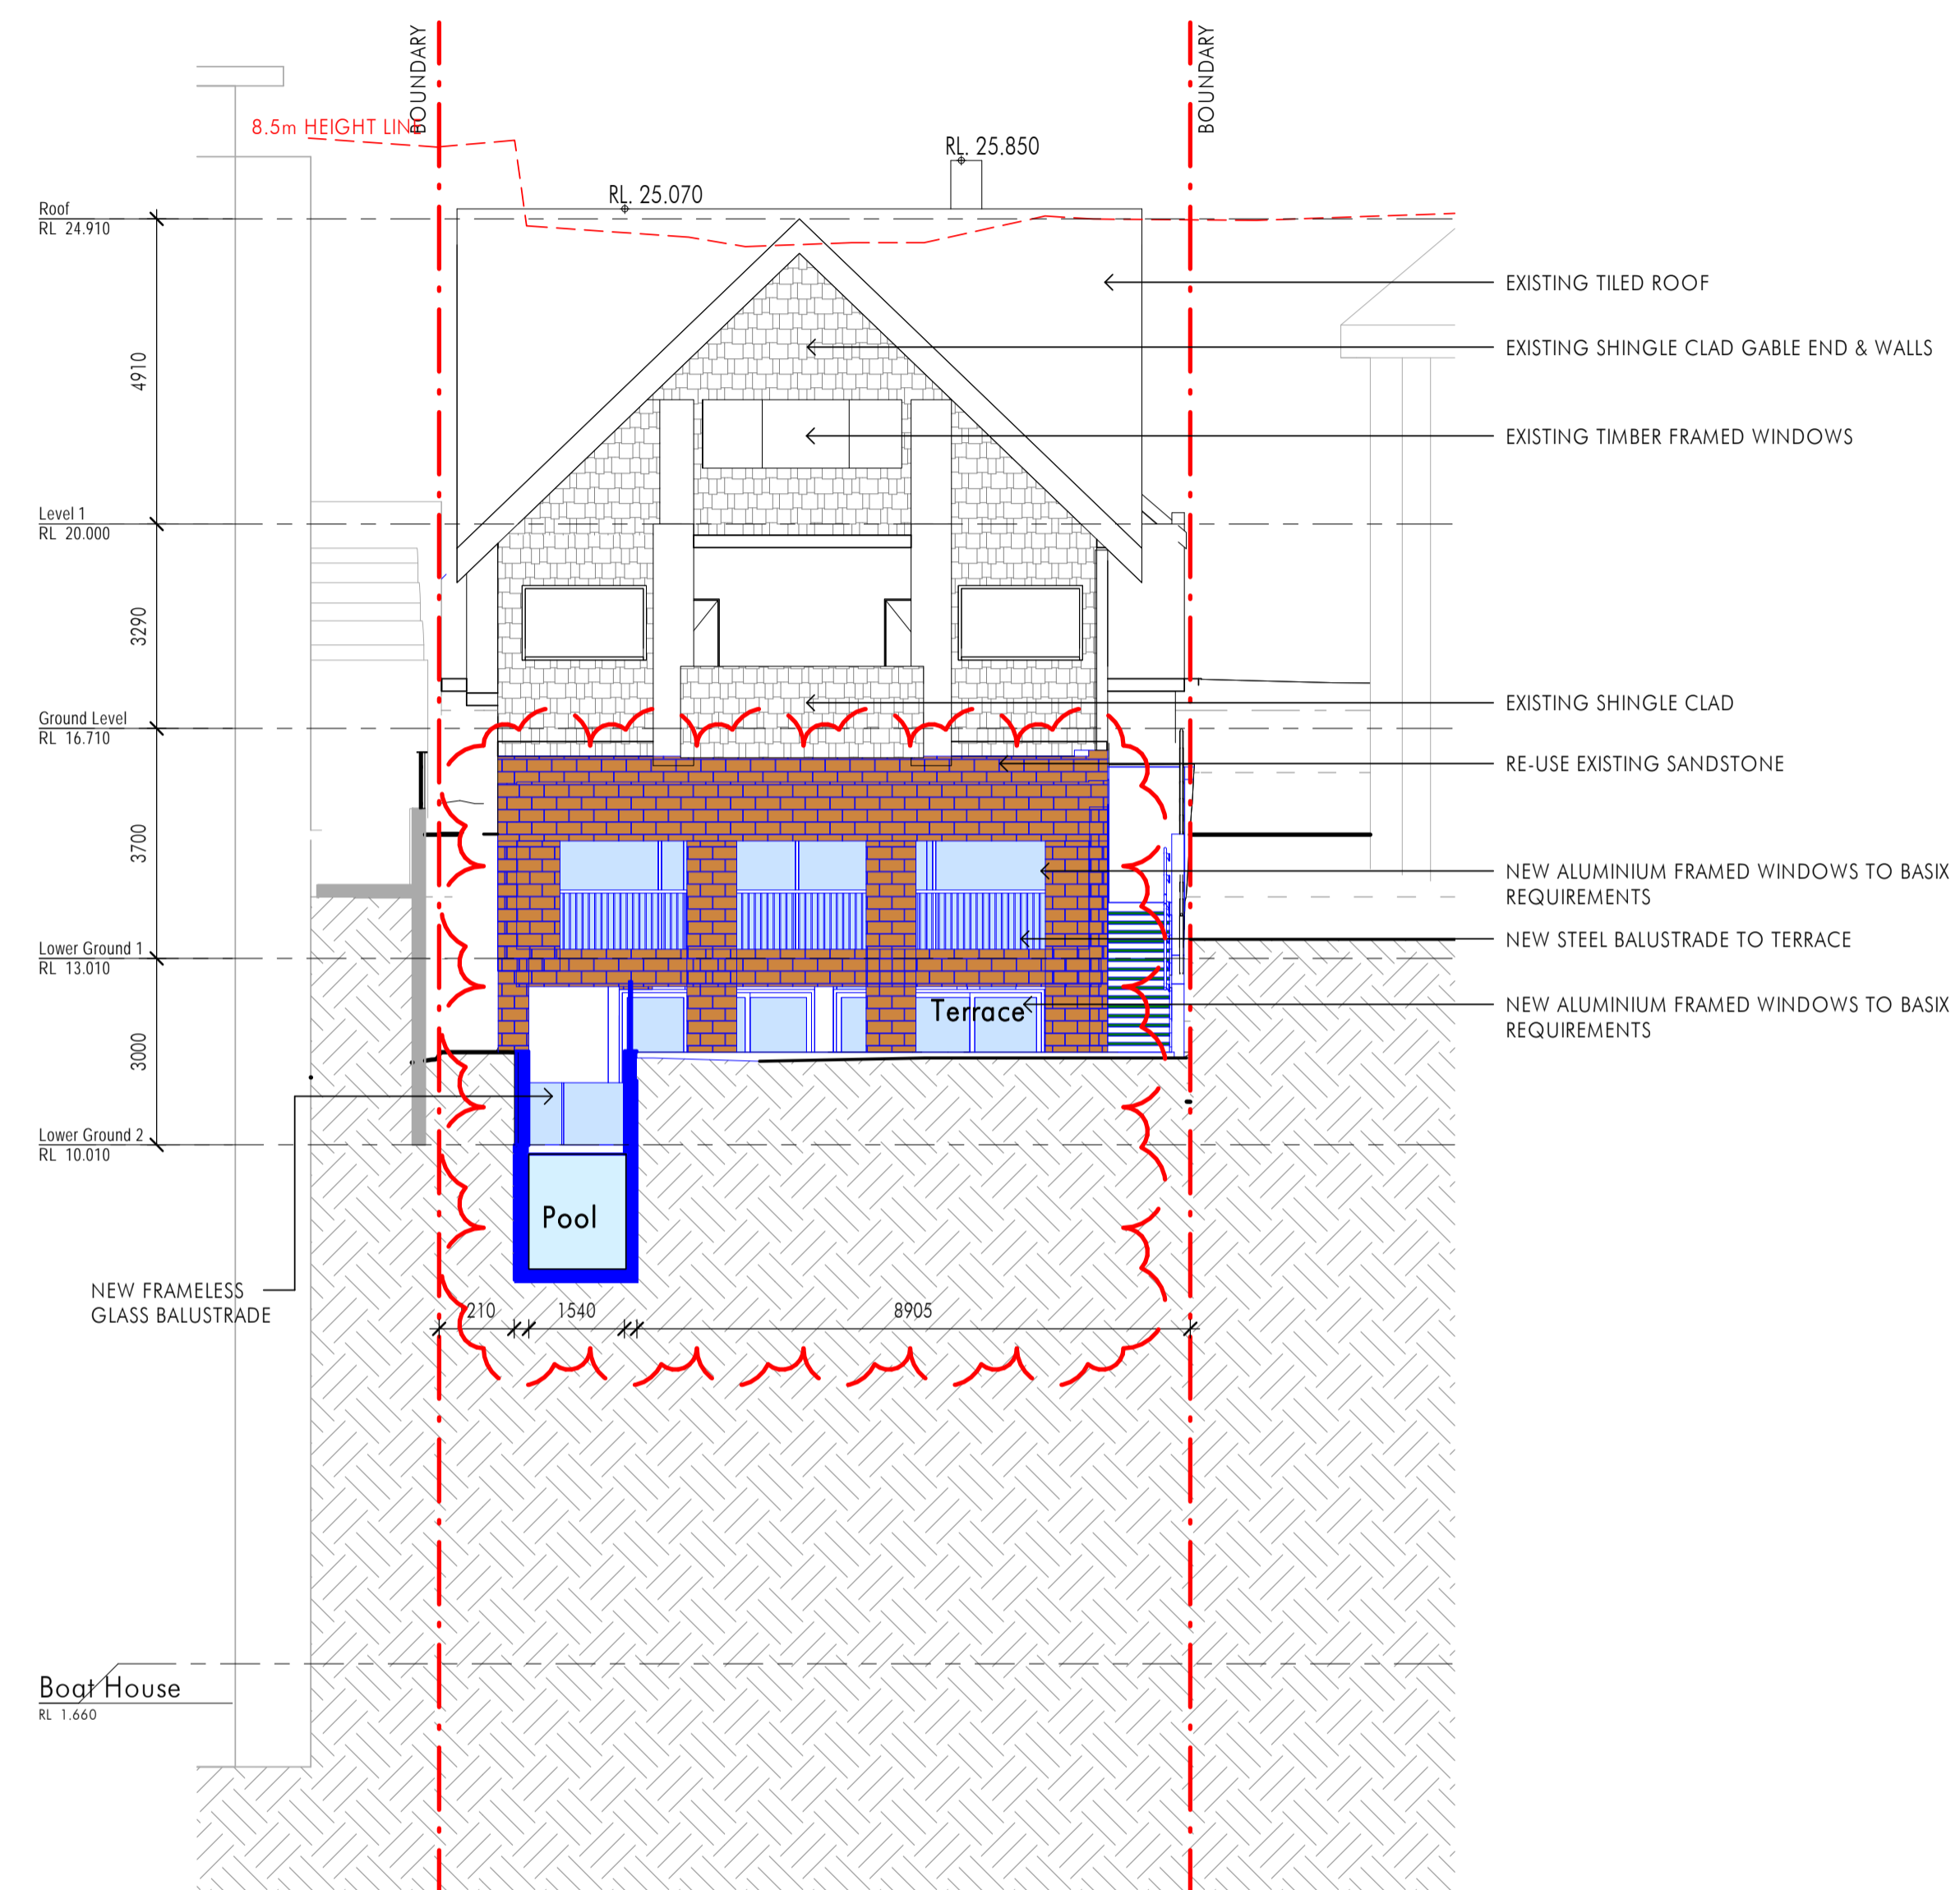 BOUNDARY
BOUNDARY
8.5m HEIGHT LINE
RL. 25.850
RL. 25.070
Roof
RL 24.910
EXISTING TILED ROOF
EXISTING SHINGLE CLAD GABLE END & WALLS
4910
EXISTING TIMBER FRAMED WINDOWS
Level 1
RL 20.000
3290
EXISTING SHINGLE CLAD
Ground Level
RL 16.710
RE-USE EXISTING SANDSTONE
3700
NEW ALUMINIUM FRAMED WINDOWS TO BASIX
REQUIREMENTS
NEW STEEL BALUSTRADE TO TERRACE
Lower Ground 1
RL 13.010
Terrace
NEW ALUMINIUM FRAMED WINDOWS TO BASIX
REQUIREMENTS
3000
Lower Ground 2
RL 10.010
Pool
NEW FRAMELESS
GLASS BALUSTRADE
210
1540
8905
Boat House
RL 1.660